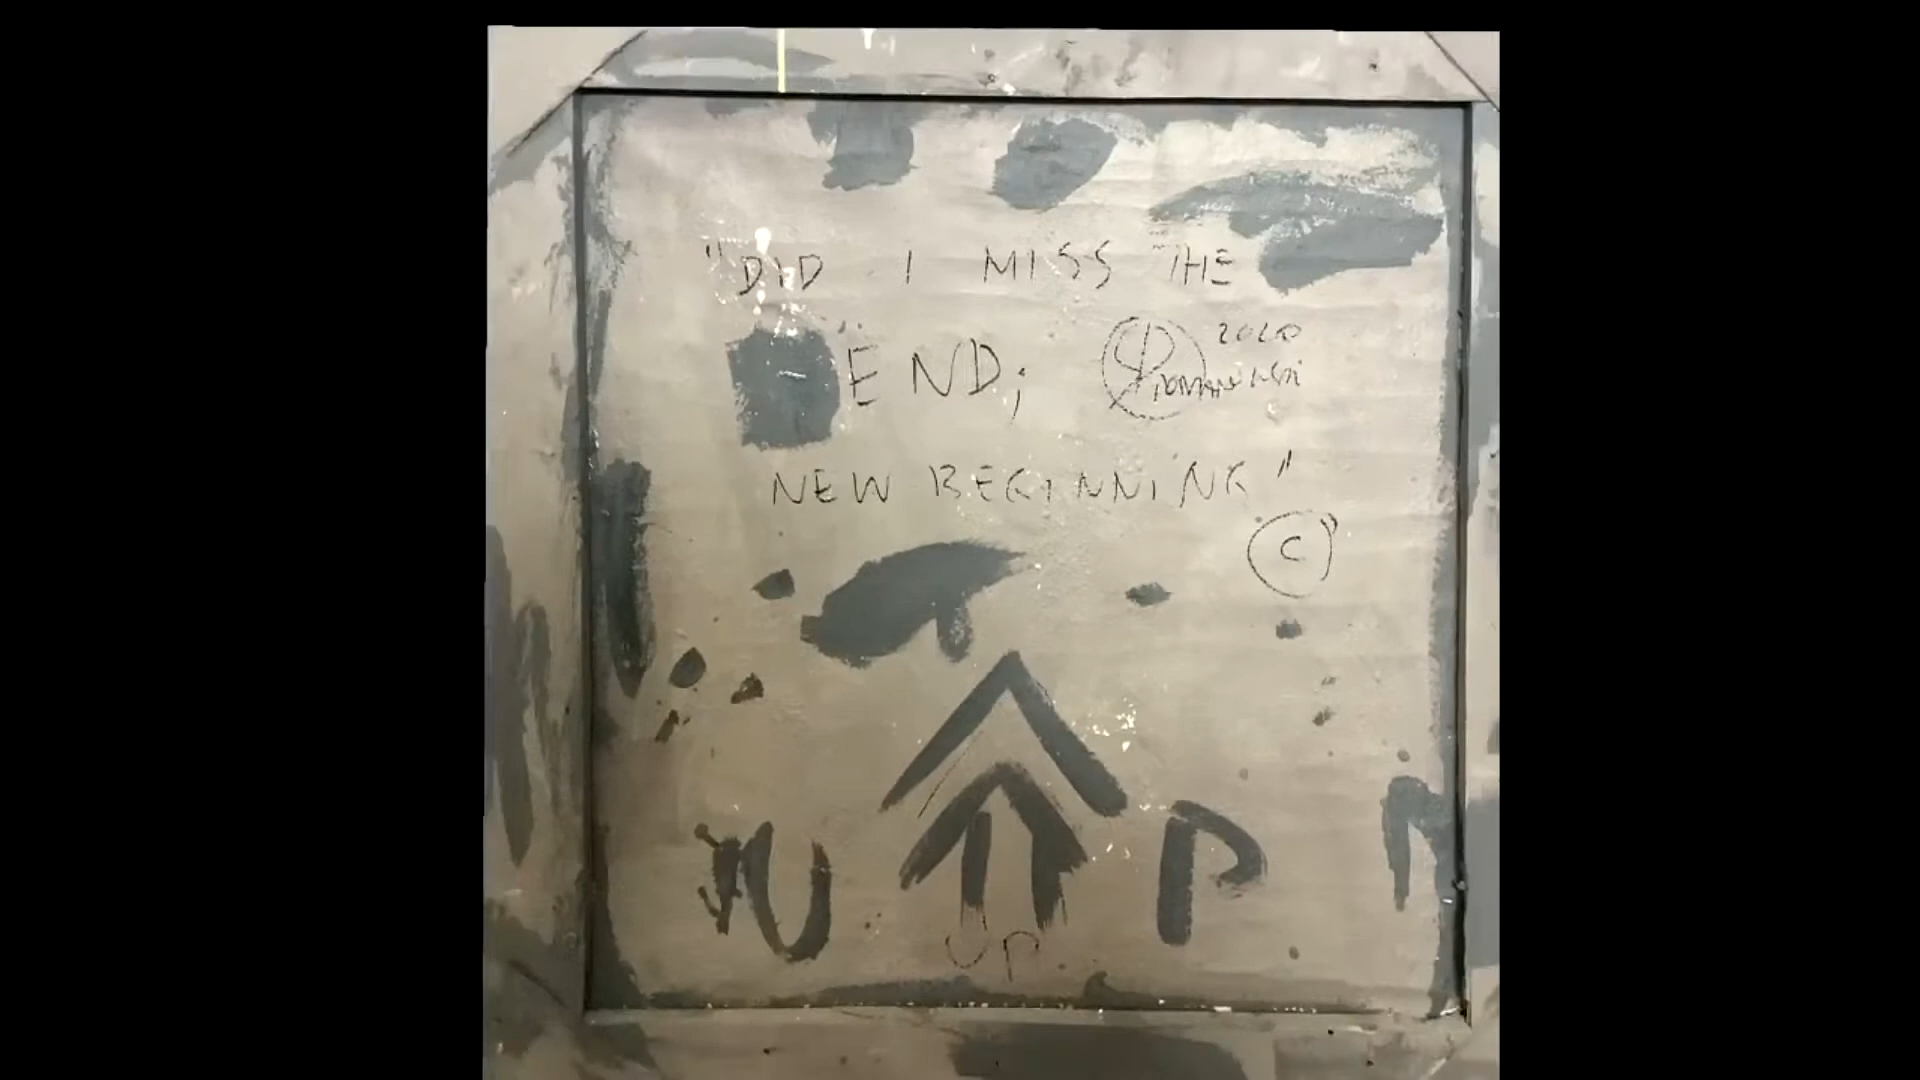 "DID I MISS THE
END; 2020
NEW BEGINNING"
©
U P
UP